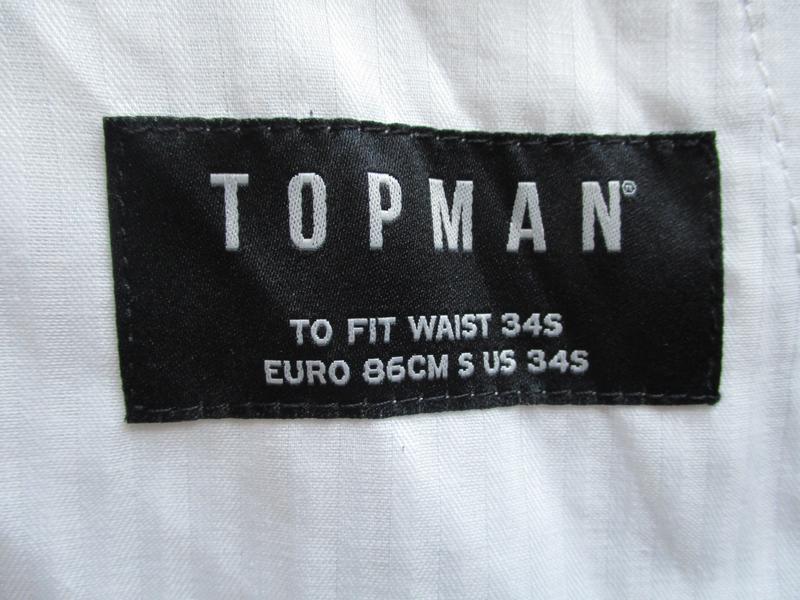 TOPMAN®
TO FIT WAIST 34S
EURO 86CM S US 34S